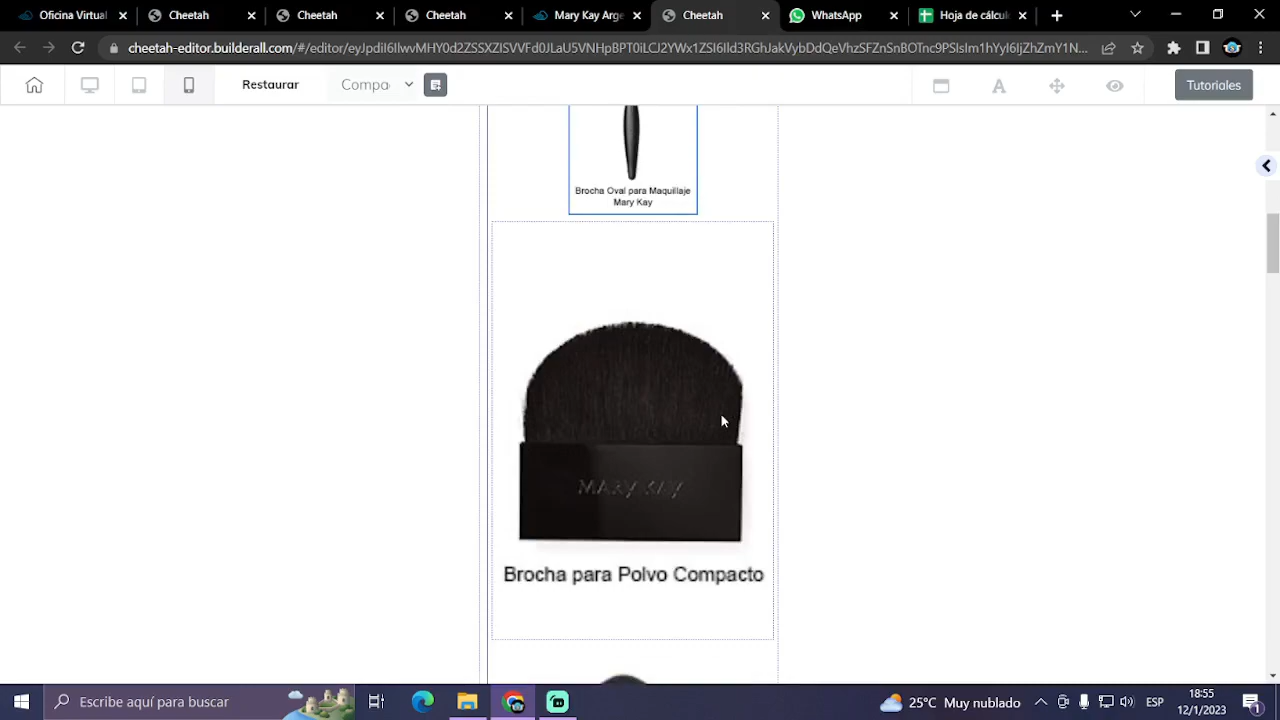 Oficina Virtual
Cheetah
Cheetah
Cheetah
Mary Kay Arge
Cheetah
WhatsApp
Hoja de cálcul
cheetah-editor.builderall.com/#/editor/eyJpdiI6IlwvMHY0d2ZSSXZISVVFd0JLaU5VNHpBPT0iLCJ2YWx1ZSI6Ild3RGhJakVybDdQeVhzSFZnSnBOTnc9PSIsIm1hYyI6IjZhZmY1N...
Restaurar
Compa
Tutoriales
Brocha Oval para Maquillaje
Mary Kay
MARY KAY
Brocha para Polvo Compacto
Escribe aquí para buscar
25°C Muy nublado
ESP
18:55
12/1/2023
1